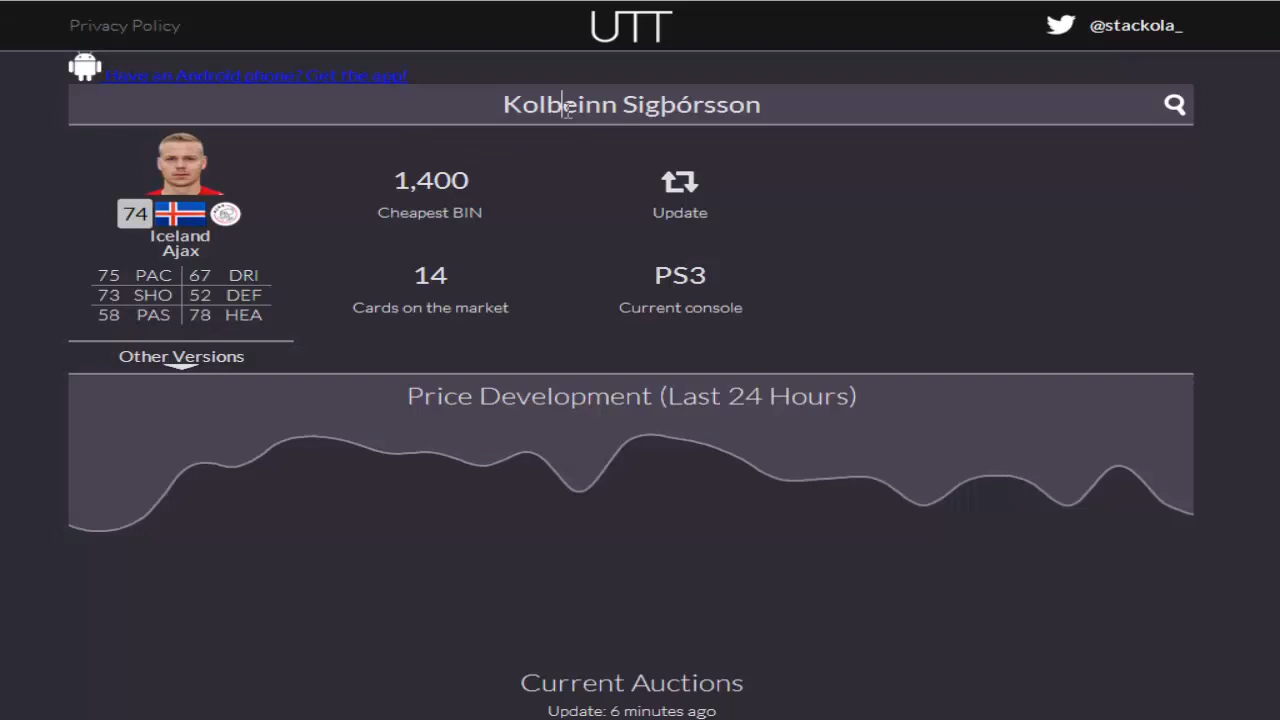 Privacy Policy
UTT
@stackola_
Have an Android phone? Get the app!
Kolbeinn Sigþórsson
74
Iceland
Ajax
75 PAC 67 DRI
73 SHO 52 DEF
58 PAS 78 HEA
Other Versions
1,400
Cheapest BIN
Update
14
Cards on the market
PS3
Current console
Price Development (Last 24 Hours)
Current Auctions
Update: 6 minutes ago